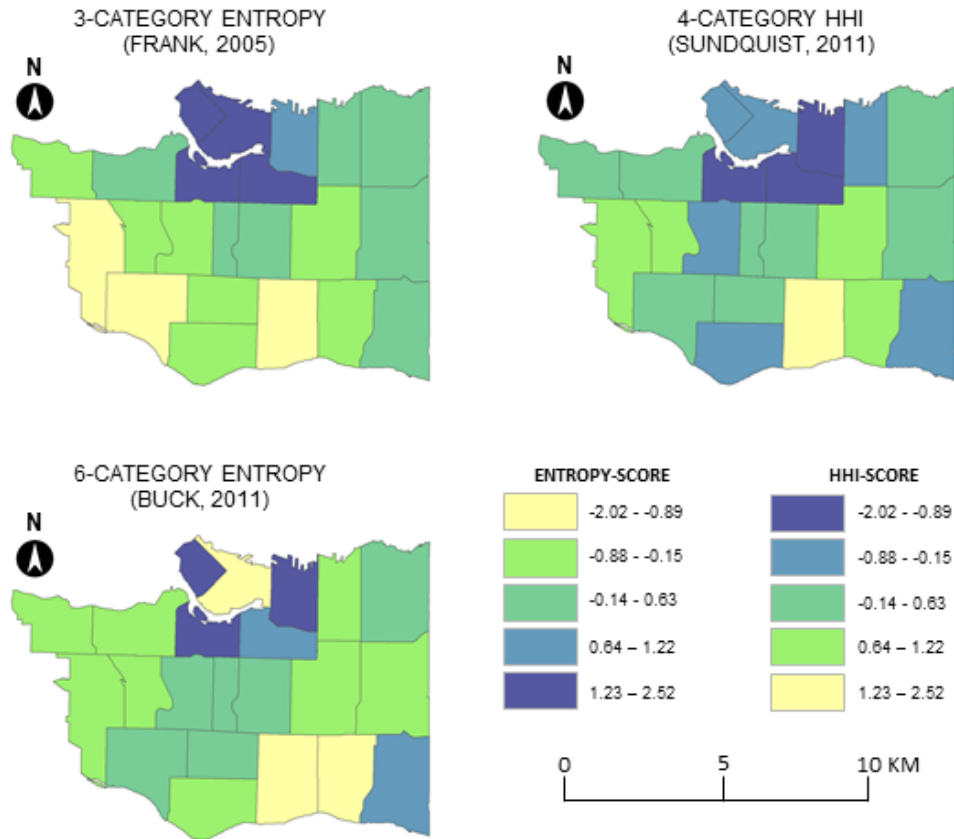 3-CATEGORY ENTROPY
(FRANK, 2005)
N
4-CATEGORY HHI
(SUNDQUIST, 2011)
N
6-CATEGORY ENTROPY
(BUCK, 2011)
N
ENTROPY-SCORE
-2.02 - -0.89
-0.88 - -0.15
-0.14 - 0.63
0.64 – 1.22
1.23 – 2.52
HHI-SCORE
-2.02 - -0.89
-0.88 - -0.15
-0.14 - 0.63
0.64 – 1.22
1.23 – 2.52
0 5 10 KM